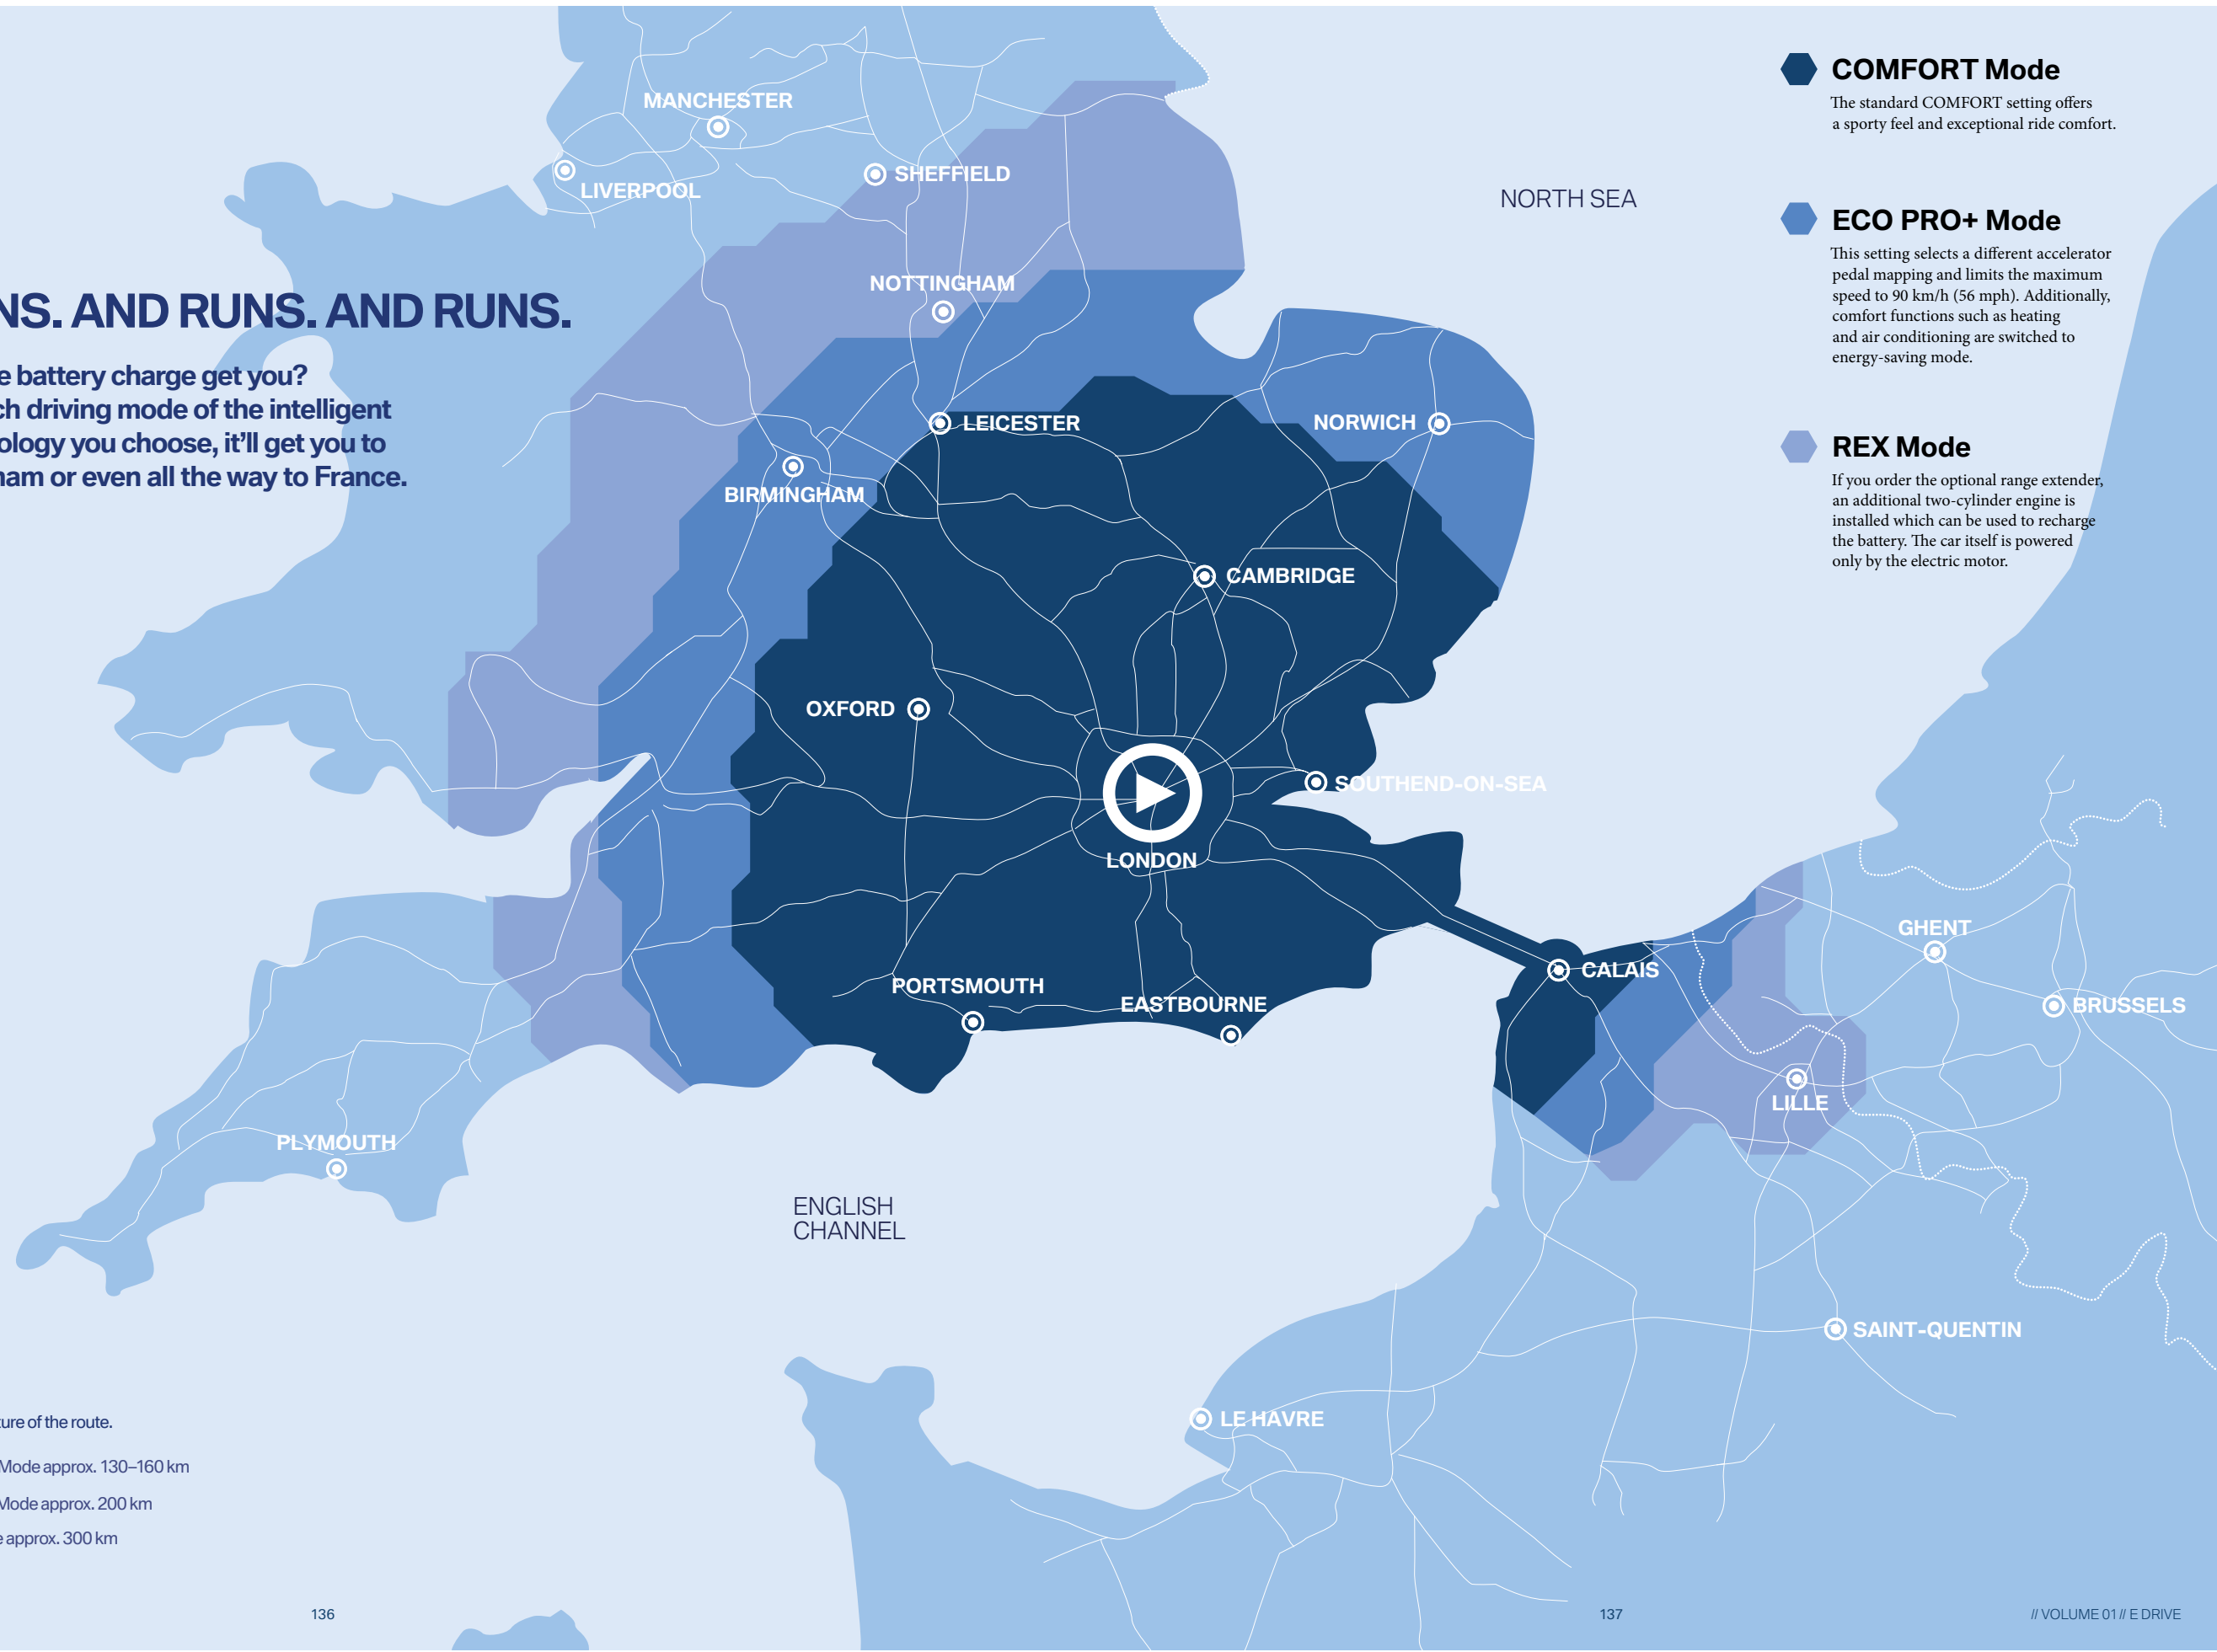 NS. AND RUNS. AND RUNS.
e battery charge get you?
ch driving mode of the intelligent
ology you choose, it’ll get you to
ham or even all the way to France.
MANCHESTER
LIVERPOOL
SHEFFIELD
NOTTINGHAM
LEICESTER
NORWICH
BIRMINGHAM
CAMBRIDGE
OXFORD
SOUTHEND-ON-SEA
LONDON
PORTSMOUTH
EASTBOURNE
PLYMOUTH
CALAIS
GHENT
BRUSSELS
LILLE
SAINT-QUENTIN
LE HAVRE
NORTH SEA
ENGLISH
CHANNEL
COMFORT Mode
The standard COMFORT setting offers
a sporty feel and exceptional ride comfort.
ECO PRO+ Mode
This setting selects a different accelerator
pedal mapping and limits the maximum
speed to 90 km/h (56 mph). Additionally,
comfort functions such as heating
and air conditioning are switched to
energy-saving mode.
REX Mode
If you order the optional range extender,
an additional two-cylinder engine is
installed which can be used to recharge
the battery. The car itself is powered
only by the electric motor.
ture of the route.
Mode approx. 130–160 km
Mode approx. 200 km
e approx. 300 km
136
137
// VOLUME 01 // E DRIVE